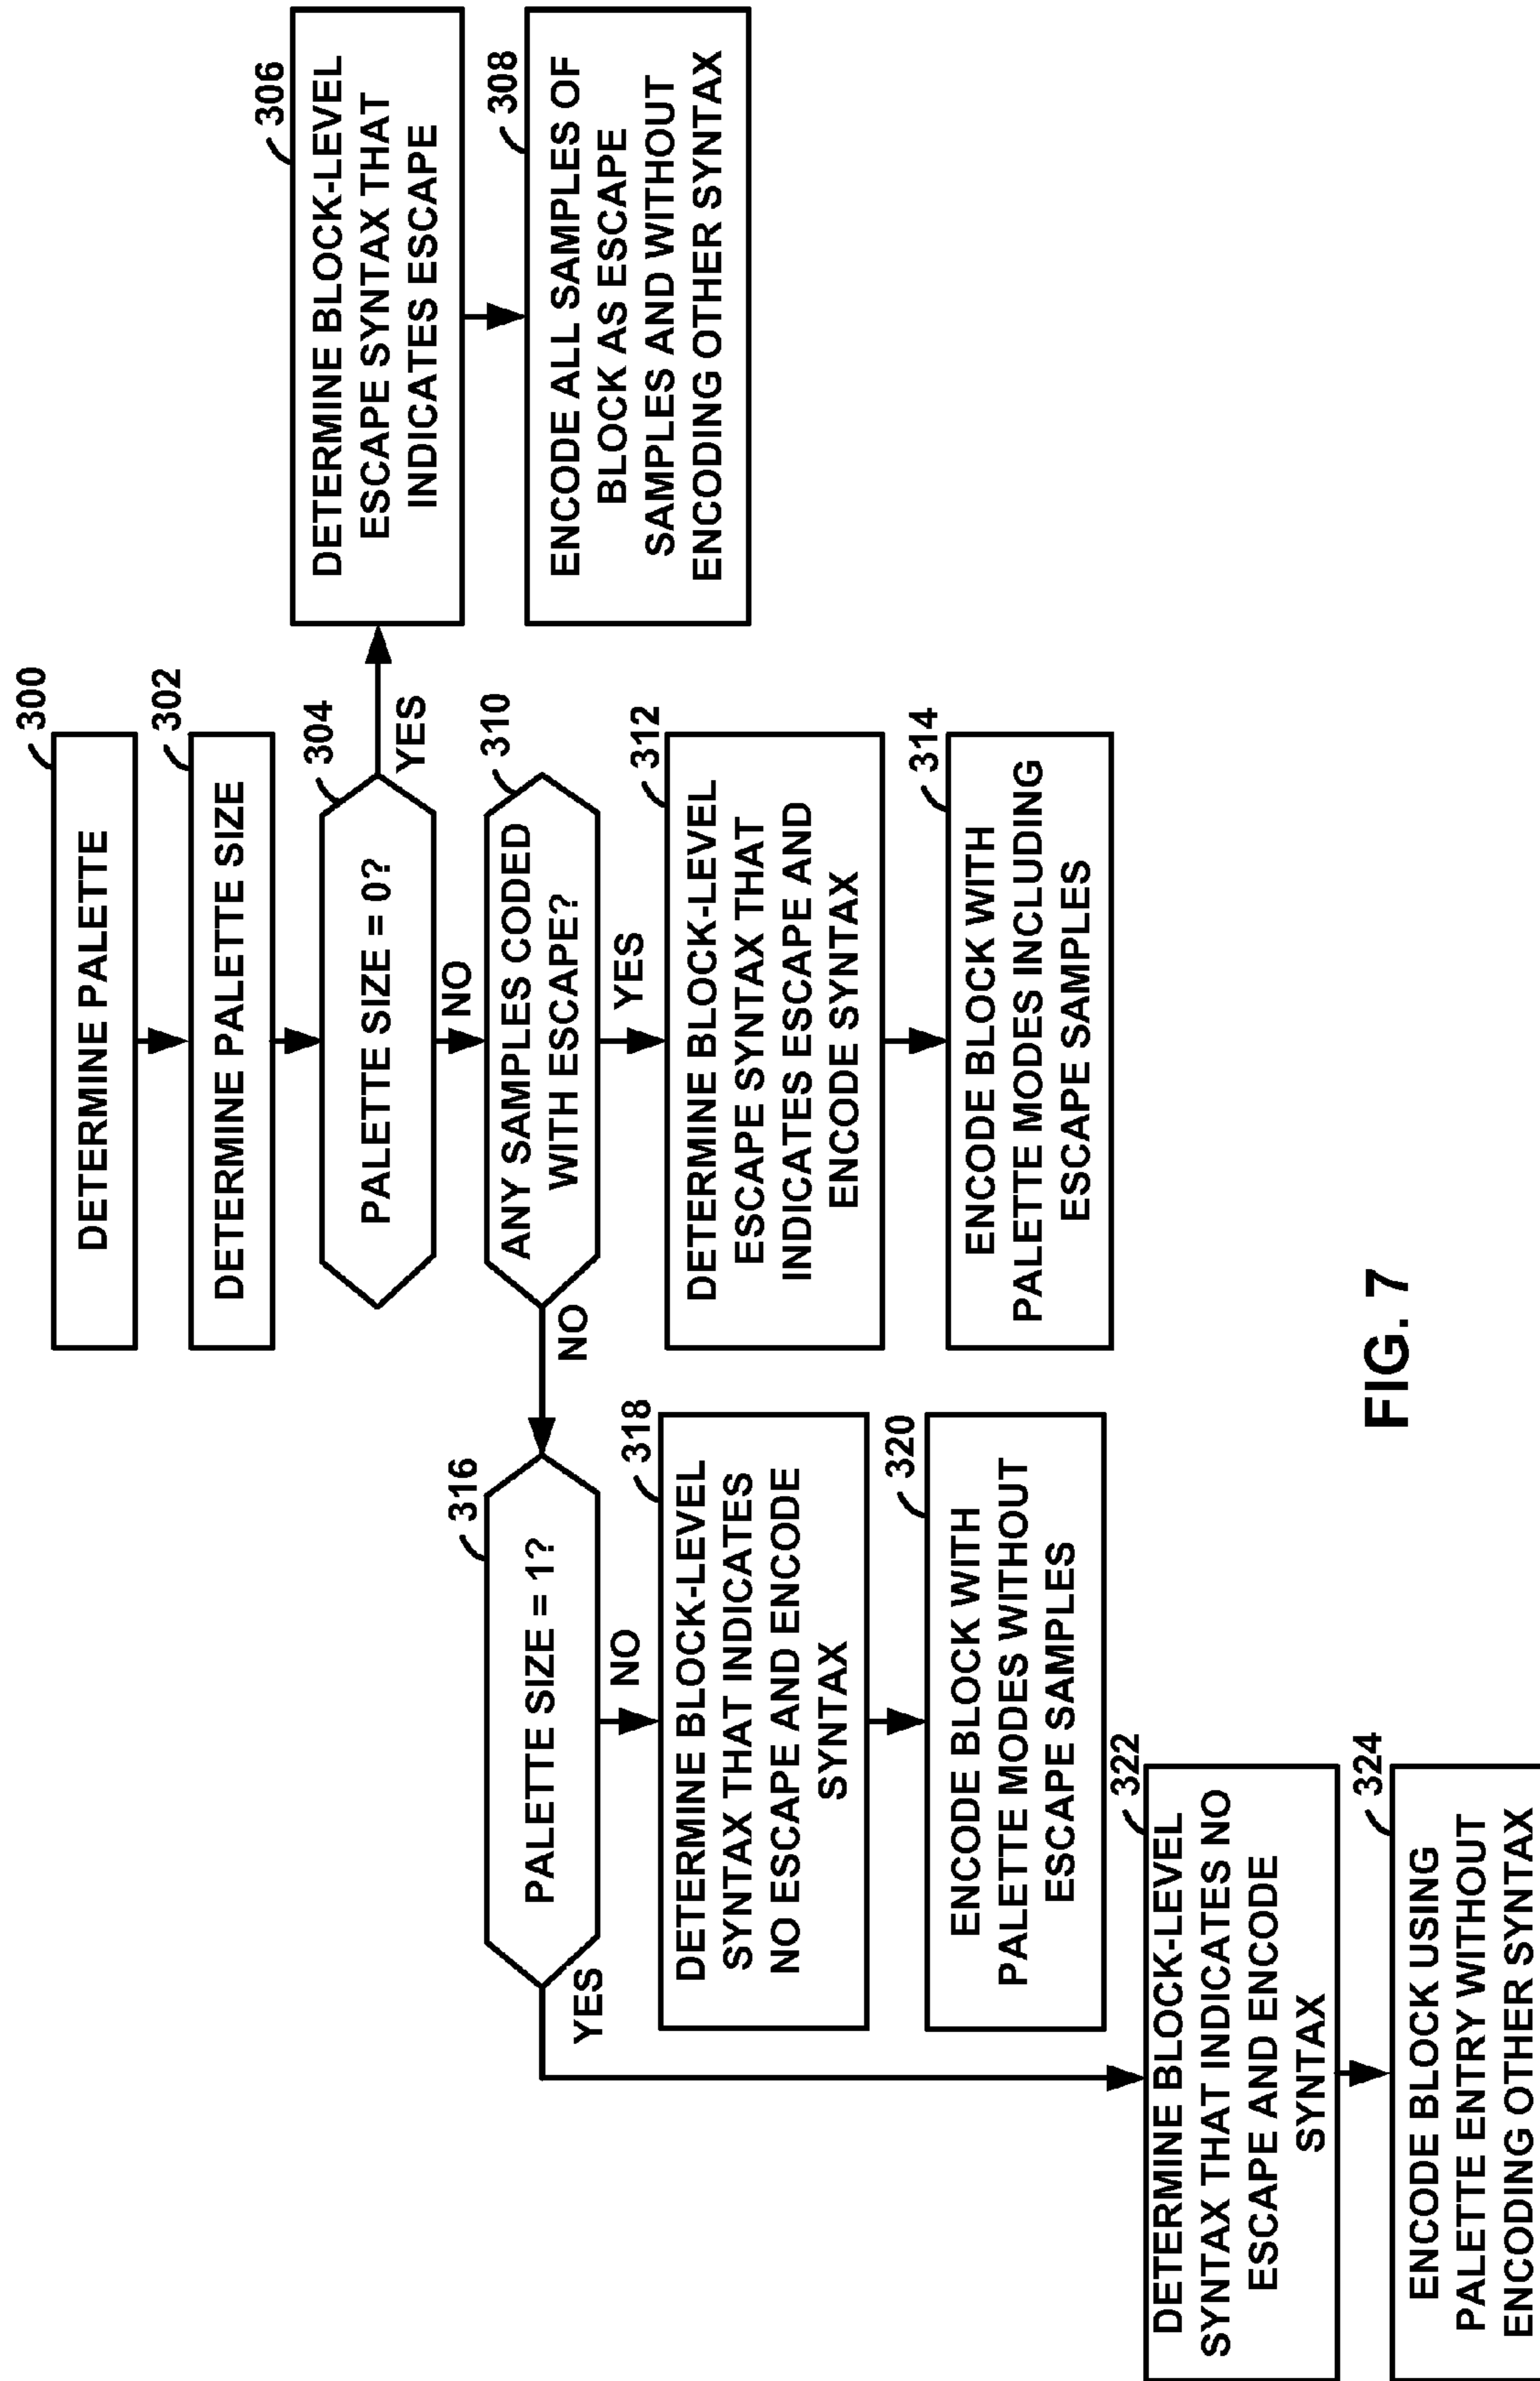 300
DETERMINE PALETTE
302
DETERMINE PALETTE SIZE
304
PALETTE SIZE = 0?
YES
NO
306
DETERMINE BLOCK-LEVEL
ESCAPE SYNTAX THAT
INDICATES ESCAPE
308
ENCODE ALL SAMPLES OF
BLOCK AS ESCAPE
SAMPLES AND WITHOUT
ENCODING OTHER SYNTAX
310
ANY SAMPLES CODED
WITH ESCAPE?
NO
YES
312
DETERMINE BLOCK-LEVEL
ESCAPE SYNTAX THAT
INDICATES ESCAPE AND
ENCODE SYNTAX
314
ENCODE BLOCK WITH
PALETTE MODES INCLUDING
ESCAPE SAMPLES
316
PALETTE SIZE = 1?
YES
NO
318
DETERMINE BLOCK-LEVEL
SYNTAX THAT INDICATES
NO ESCAPE AND ENCODE
SYNTAX
320
ENCODE BLOCK WITH
PALETTE MODES WITHOUT
ESCAPE SAMPLES
322
DETERMINE BLOCK-LEVEL
SYNTAX THAT INDICATES NO
ESCAPE AND ENCODE
SYNTAX
324
ENCODE BLOCK USING
PALETTE ENTRY WITHOUT
ENCODING OTHER SYNTAX
FIG. 7